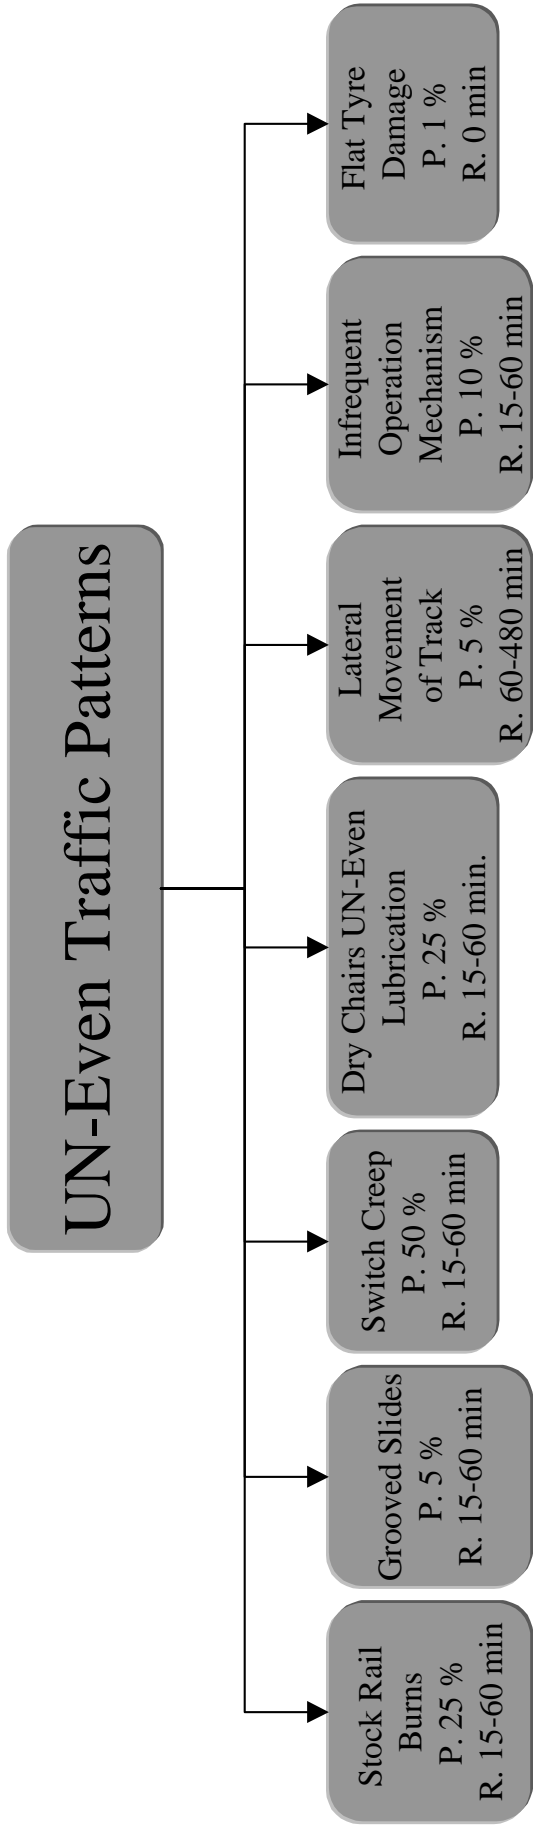 UN-Even Traffic Patterns
Stock Rail
Burns
P. 25 %
R. 15-60 min
Grooved Slides
P. 5 %
R. 15-60 min
Switch Creep
P. 50 %
R. 15-60 min
Dry Chairs UN-Even
Lubrication
P. 25 %
R. 15-60 min.
Lateral
Movement
of Track
P. 5 %
R. 60-480 min
Infrequent
Operation
Mechanism
P. 10 %
R. 15-60 min
Flat Tyre
Damage
P. 1 %
R. 0 min